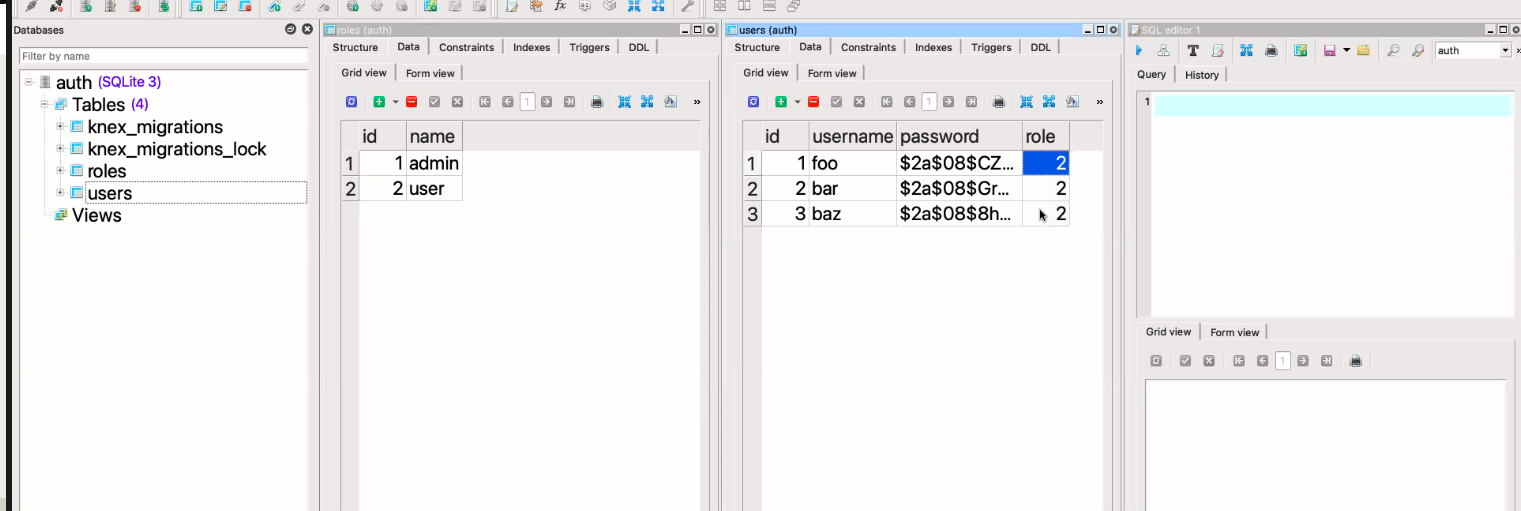 Databases
Filter by name
auth (SQLite 3)
Tables (4)
knex_migrations
knex_migrations_lock
roles
users
Views
roles (auth)
Structure Data Constraints Indexes Triggers DDL
Grid view Form view
1 »
id name
1 1 admin
2 2 user
users (auth)
Structure Data Constraints Indexes Triggers DDL
Grid view Form view
1 »
id username password role
1 1 foo $2a$08$CZ... 2
2 2 bar $2a$08$Gr... 2
3 3 baz $2a$08$8h... 2
SQL editor 1
auth »
Query History
1
Grid view Form view
1